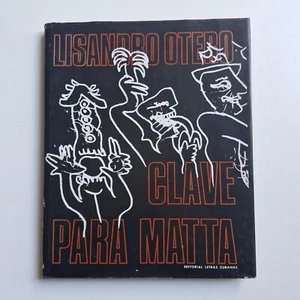 LISANDRO OTERO
CLAVE
PARA MATTA
EDITORIAL LETRAS CUBANAS